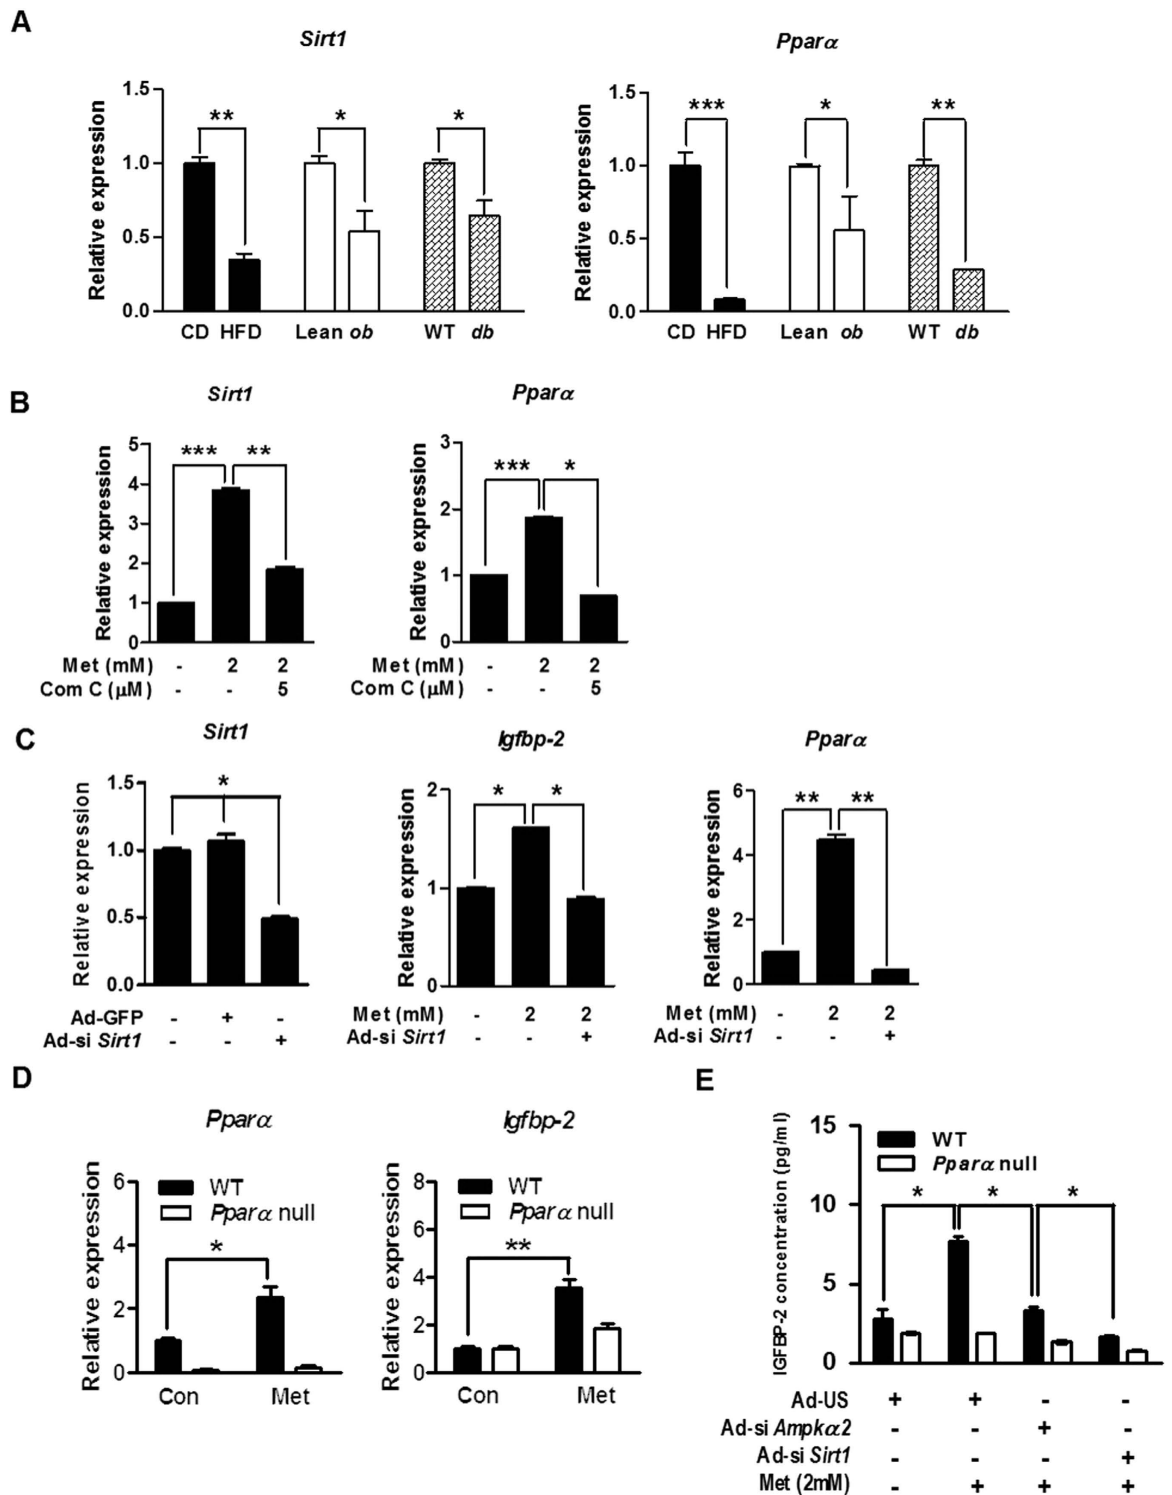 A
Sirt1
Pparα
Relative expression
1.5
1.0
0.5
0.0
** * *
CD HFD Lean ob WT db
Relative expression
1.5
1.0
0.5
0.0
*** * **
CD HFD Lean ob WT db
B
Sirt1
Pparα
Relative expression
5
4
3
2
1
0
*** **
Met (mM) - 2 2
Com C (μM) - - 5
Relative expression
3
2
1
0
*** *
Met (mM) - 2 2
Com C (μM) - - 5
C
Sirt1
Igfbp-2
Pparα
Relative expression
1.5
1.0
0.5
0.0
*
Ad-GFP - + -
Ad-si Sirt1 - - +
Relative expression
2
1
0
* *
Met (mM) - 2 2
Ad-si Sirt1 - - +
Relative expression
6
4
2
0
** **
Met (mM) - 2 2
Ad-si Sirt1 - - +
D
Pparα
Igfbp-2
Relative expression
6
4
2
0
WT
Pparα null
*
Con Met
Relative expression
8
6
4
2
0
WT
Pparα null
**
Con Met
E
IGFBP-2 concentration (pg/ml)
15
10
5
0
WT
Pparα null
* * *
Ad-US + + - -
Ad-si Ampkα2 - - + -
Ad-si Sirt1 - - - +
Met (2mM) - + + +